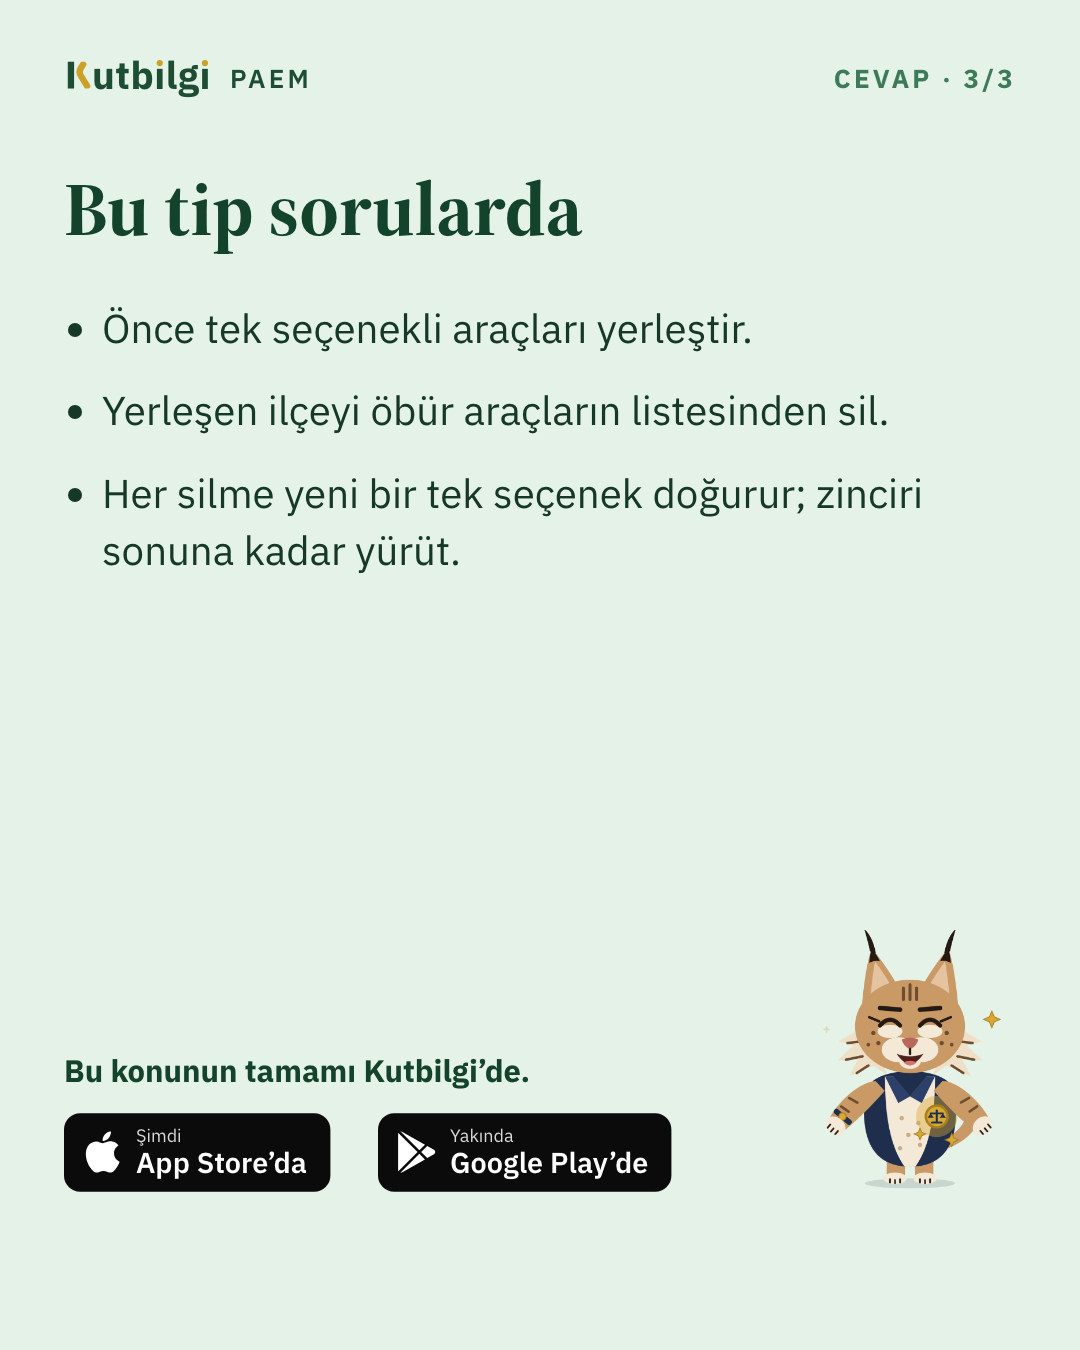 Kutbilgi PAEM
CEVAP · 3/3
Bu tip sorularda
• Önce tek seçenekli araçları yerleştir.
• Yerleşen ilçeyi öbür araçların listesinden sil.
• Her silme yeni bir tek seçenek doğurur; zinciri
sonuna kadar yürüt.
Bu konunun tamamı Kutbilgi’de.
Şimdi
App Store’da
Yakında
Google Play’de